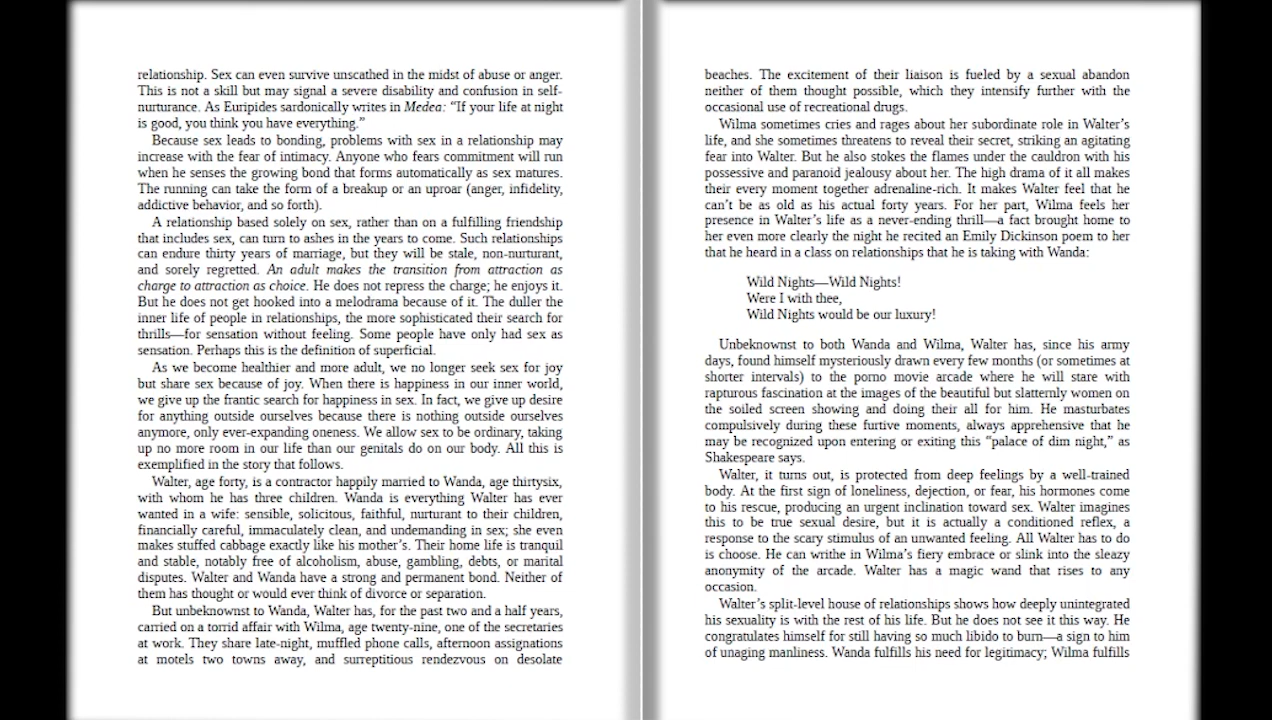 relationship. Sex can even survive unscathed in the midst of abuse or anger.
This is not a skill but may signal a severe disability and confusion in self-
nurturance. As Euripides sardonically writes in Medea: “If your life at night
is good, you think you have everything.”
Because sex leads to bonding, problems with sex in a relationship may
increase with the fear of intimacy. Anyone who fears commitment will run
when he senses the growing bond that forms automatically as sex matures.
The running can take the form of a breakup or an uproar (anger, infidelity,
addictive behavior, and so forth).
A relationship based solely on sex, rather than on a fulfilling friendship
that includes sex, can turn to ashes in the years to come. Such relationships
can endure thirty years of marriage, but they will be stale, non-nurturant,
and sorely regretted. An adult makes the transition from attraction as
charge to attraction as choice. He does not repress the charge; he enjoys it.
But he does not get hooked into a melodrama because of it. The duller the
inner life of people in relationships, the more sophisticated their search for
thrills—for sensation without feeling. Some people have only had sex as
sensation. Perhaps this is the definition of superficial.
As we become healthier and more adult, we no longer seek sex for joy
but share sex because of joy. When there is happiness in our inner world,
we give up the frantic search for happiness in sex. In fact, we give up desire
for anything outside ourselves because there is nothing outside ourselves
anymore, only ever-expanding oneness. We allow sex to be ordinary, taking
up no more room in our life than our genitals do on our body. All this is
exemplified in the story that follows.
Walter, age forty, is a contractor happily married to Wanda, age thirtysix,
with whom he has three children. Wanda is everything Walter has ever
wanted in a wife: sensible, solicitous, faithful, nurturant to their children,
financially careful, immaculately clean, and undemanding in sex; she even
makes stuffed cabbage exactly like his mother’s. Their home life is tranquil
and stable, notably free of alcoholism, abuse, gambling, debts, or marital
disputes. Walter and Wanda have a strong and permanent bond. Neither of
them has thought or would ever think of divorce or separation.
But unbeknownst to Wanda, Walter has, for the past two and a half years,
carried on a torrid affair with Wilma, age twenty-nine, one of the secretaries
at work. They share late-night, muffled phone calls, afternoon assignations
at motels two towns away, and surreptitious rendezvous on desolate
beaches. The excitement of their liaison is fueled by a sexual abandon
neither of them thought possible, which they intensify further with the
occasional use of recreational drugs.
Wilma sometimes cries and rages about her subordinate role in Walter’s
life, and she sometimes threatens to reveal their secret, striking an agitating
fear into Walter. But he also stokes the flames under the cauldron with his
possessive and paranoid jealousy about her. The high drama of it all makes
their every moment together adrenaline-rich. It makes Walter feel that he
can’t be as old as his actual forty years. For her part, Wilma feels her
presence in Walter’s life as a never-ending thrill—a fact brought home to
her even more clearly the night he recited an Emily Dickinson poem to her
that he heard in a class on relationships that he is taking with Wanda:
Wild Nights—Wild Nights!
Were I with thee,
Wild Nights would be our luxury!
Unbeknownst to both Wanda and Wilma, Walter has, since his army
days, found himself mysteriously drawn every few months (or sometimes at
shorter intervals) to the porno movie arcade where he will stare with
rapturous fascination at the images of the beautiful but slatternly women on
the soiled screen showing and doing their all for him. He masturbates
compulsively during these furtive moments, always apprehensive that he
may be recognized upon entering or exiting this “palace of dim night,” as
Shakespeare says.
Walter, it turns out, is protected from deep feelings by a well-trained
body. At the first sign of loneliness, dejection, or fear, his hormones come
to his rescue, producing an urgent inclination toward sex. Walter imagines
this to be true sexual desire, but it is actually a conditioned reflex, a
response to the scary stimulus of an unwanted feeling. All Walter has to do
is choose. He can writhe in Wilma’s fiery embrace or slink into the sleazy
anonymity of the arcade. Walter has a magic wand that rises to any
occasion.
Walter’s split-level house of relationships shows how deeply unintegrated
his sexuality is with the rest of his life. But he does not see it this way. He
congratulates himself for still having so much libido to burn—a sign to him
of unaging manliness. Wanda fulfills his need for legitimacy; Wilma fulfills